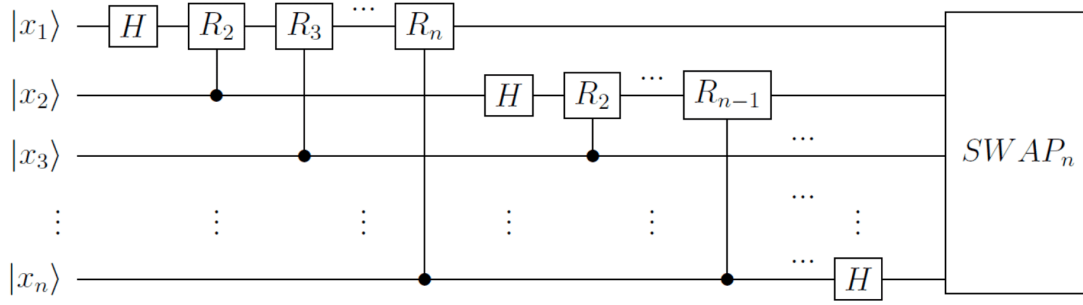 |x₁⟩ H R₂ R₃ ... Rₙ
|x₂⟩ H R₂ ... Rₙ₋₁
|x₃⟩ ...
⋮ ⋮ ⋮ ⋮ ⋮ ... ⋮
|xₙ⟩ ... H
SWAPₙ